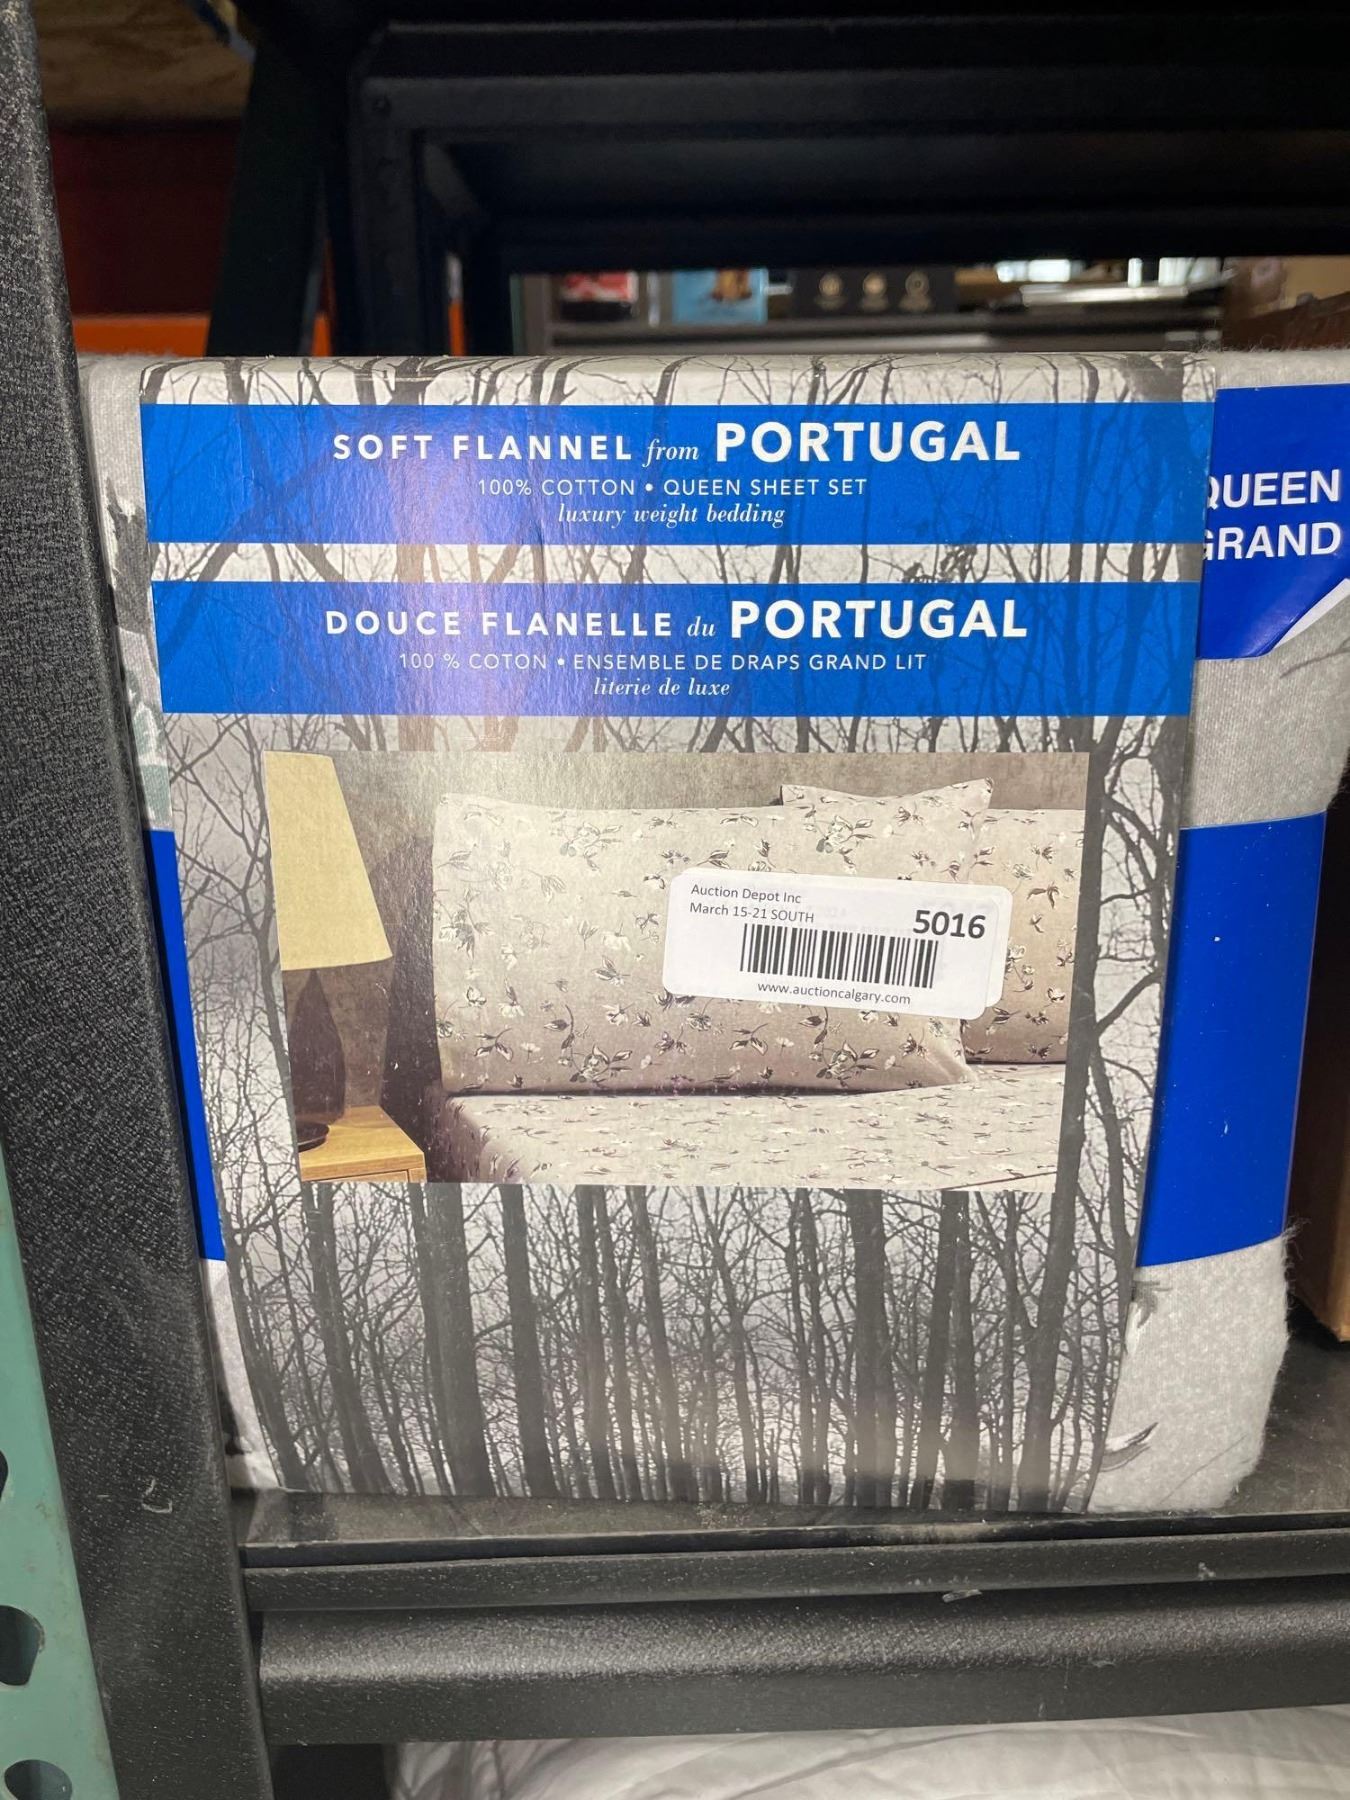 SOFT FLANNEL from PORTUGAL
100% COTTON • QUEEN SHEET SET
luxury weight bedding
DOUCE FLANELLE du PORTUGAL
100 % COTON • ENSEMBLE DE DRAPS GRAND LIT
literie de luxe
QUEEN
GRAND
Auction Depot Inc
March 15-21 SOUTH
5016
www.auctioncalgary.com